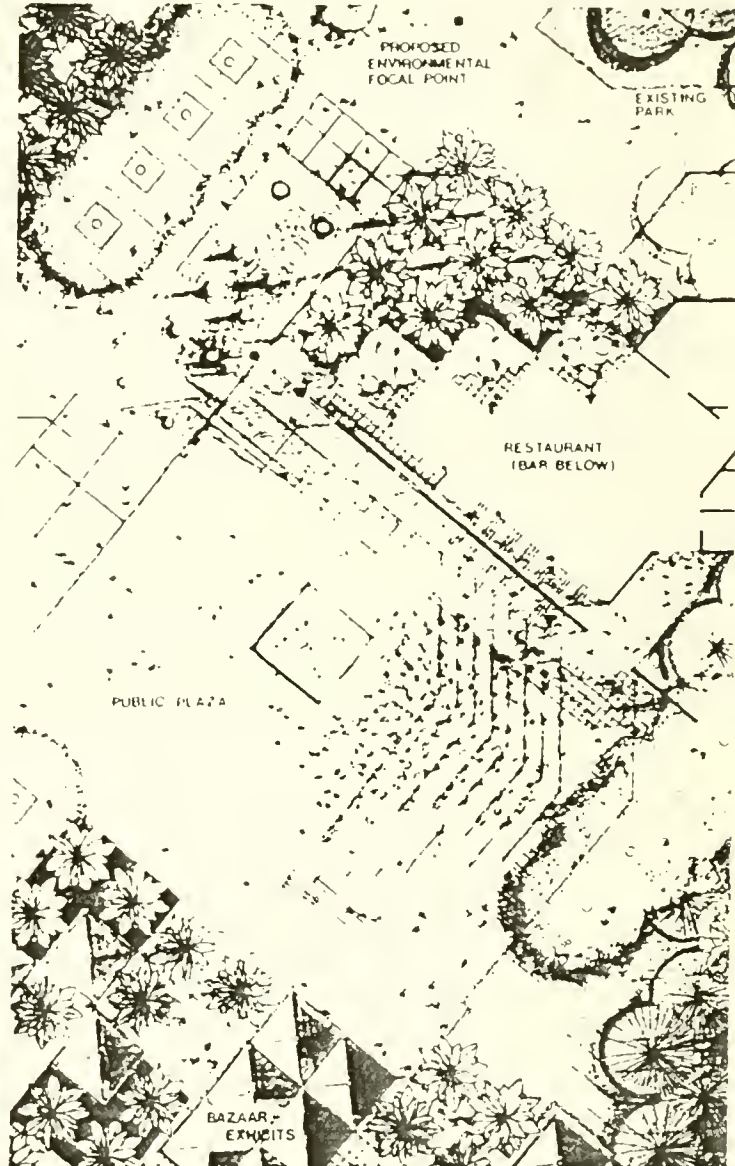 PROPOSED
ENVIRONMENTAL
FOCAL POINT
EXISTING
PARK
RESTAURANT
(BAR BELOW)
PUBLIC PLAZA
BAZAAR -
EXHIBITS